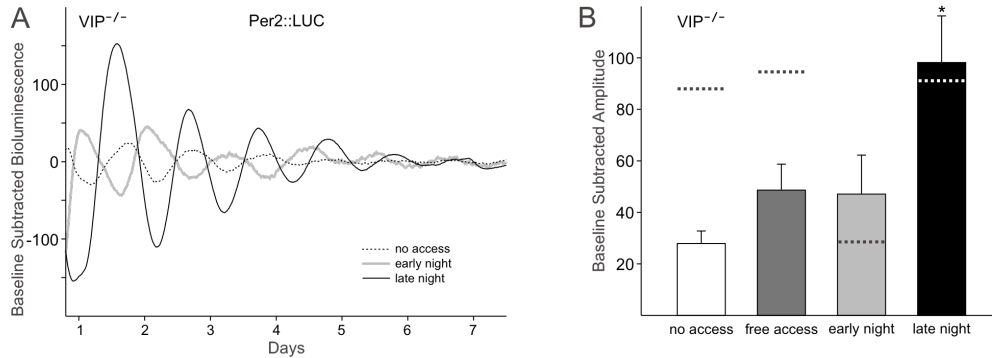 A
VIP−/−
Per2::LUC
Baseline Subtracted Bioluminescence
100
0
-100
no access
early night
late night
1 2 3 4 5 6 7
Days
B
VIP−/−
*
Baseline Subtracted Amplitude
100
80
60
40
20
no access free access early night late night